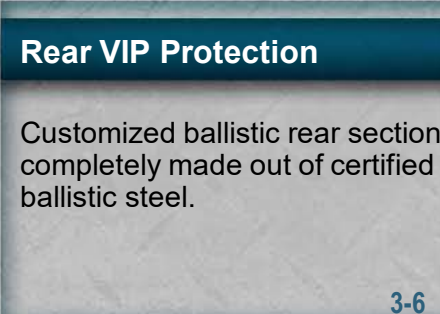 Rear VIP Protection
Customized ballistic rear section
completely made out of certified
ballistic steel.
3-6